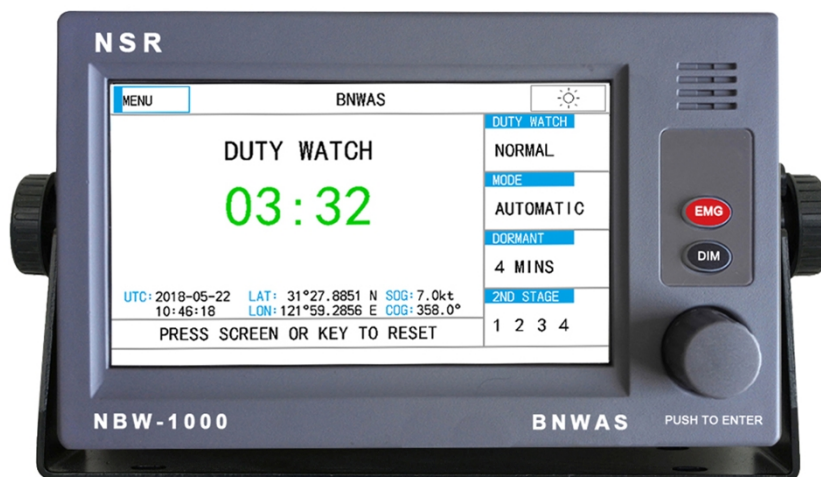 NSR
MENU BNWAS
DUTY WATCH
03:32
UTC: 2018-05-22 LAT: 31°27.8851 N SOG: 7.0kt
10:46:18 LON: 121°59.2856 E COG: 358.0°
PRESS SCREEN OR KEY TO RESET
DUTY WATCH
NORMAL
MODE
AUTOMATIC
DORMANT
4 MINS
2ND STAGE
1 2 3 4
EMG
DIM
NBW-1000 BNWAS PUSH TO ENTER